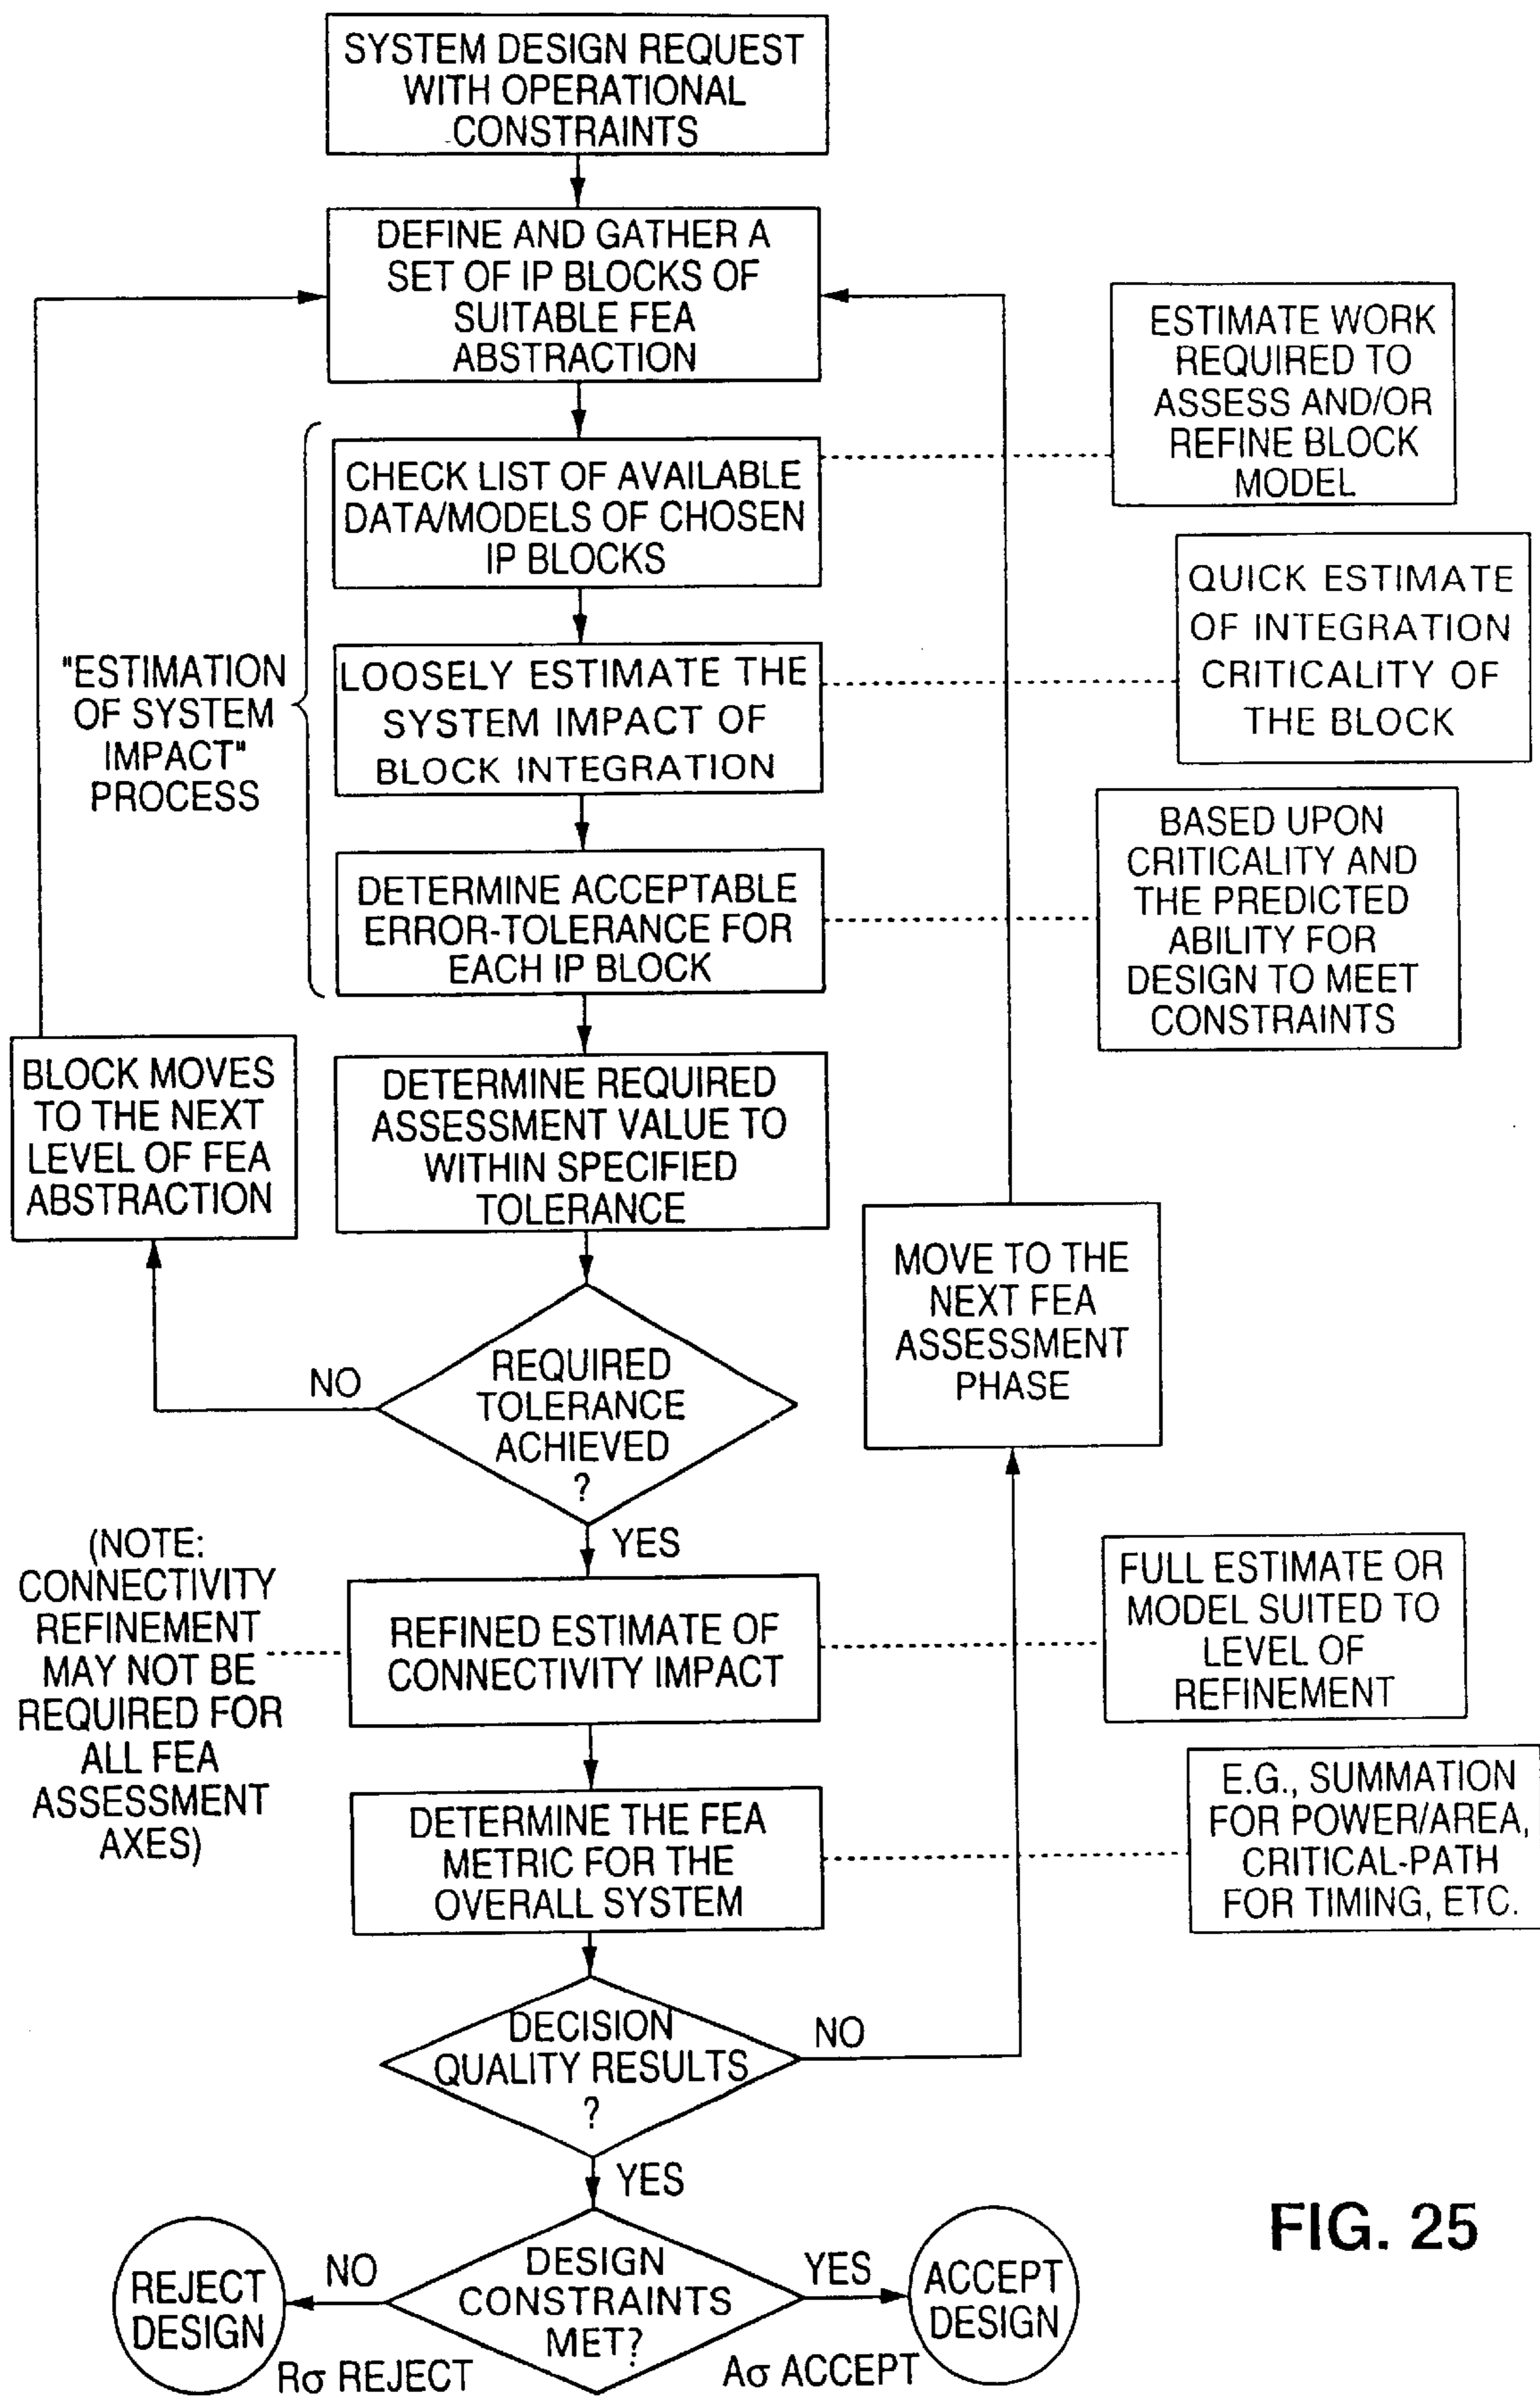 SYSTEM DESIGN REQUEST
WITH OPERATIONAL
CONSTRAINTS
DEFINE AND GATHER A
SET OF IP BLOCKS OF
SUITABLE FEA
ABSTRACTION
ESTIMATE WORK
REQUIRED TO
ASSESS AND/OR
REFINE BLOCK
MODEL
CHECK LIST OF AVAILABLE
DATA/MODELS OF CHOSEN
IP BLOCKS
QUICK ESTIMATE
OF INTEGRATION
CRITICALITY OF
THE BLOCK
"ESTIMATION
OF SYSTEM
IMPACT"
PROCESS
LOOSELY ESTIMATE THE
SYSTEM IMPACT OF
BLOCK INTEGRATION
BASED UPON
CRITICALITY AND
THE PREDICTED
ABILITY FOR
DESIGN TO MEET
CONSTRAINTS
DETERMINE ACCEPTABLE
ERROR-TOLERANCE FOR
EACH IP BLOCK
BLOCK MOVES
TO THE NEXT
LEVEL OF FEA
ABSTRACTION
DETERMINE REQUIRED
ASSESSMENT VALUE TO
WITHIN SPECIFIED
TOLERANCE
MOVE TO THE
NEXT FEA
ASSESSMENT
PHASE
NO
REQUIRED
TOLERANCE
ACHIEVED
?
YES
(NOTE:
CONNECTIVITY
REFINEMENT
MAY NOT BE
REQUIRED FOR
ALL FEA
ASSESSMENT
AXES)
REFINED ESTIMATE OF
CONNECTIVITY IMPACT
FULL ESTIMATE OR
MODEL SUITED TO
LEVEL OF
REFINEMENT
DETERMINE THE FEA
METRIC FOR THE
OVERALL SYSTEM
E.G., SUMMATION
FOR POWER/AREA,
CRITICAL-PATH
FOR TIMING, ETC.
DECISION
QUALITY RESULTS
?
NO
YES
DESIGN
CONSTRAINTS
MET?
NO
REJECT
DESIGN
Rσ REJECT
YES
ACCEPT
DESIGN
Aσ ACCEPT
FIG. 25